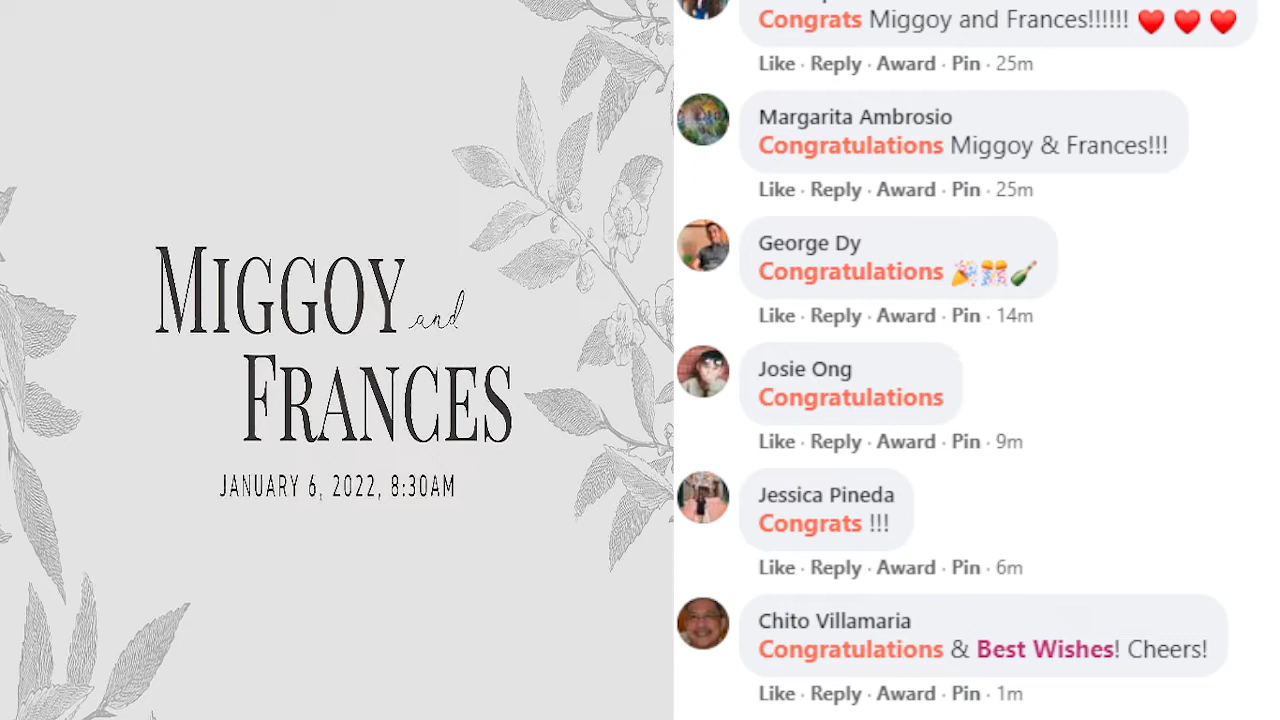 MIGGOY and
FRANCES
JANUARY 6, 2022, 8:30AM
Congrats Miggoy and Frances!!!!!! ❤️ ❤️ ❤️
Like · Reply · Award · Pin · 25m
Margarita Ambrosio
Congratulations Miggoy & Frances!!!
Like · Reply · Award · Pin · 25m
George Dy
Congratulations 🎉🎊🍾
Like · Reply · Award · Pin · 14m
Josie Ong
Congratulations
Like · Reply · Award · Pin · 9m
Jessica Pineda
Congrats !!!
Like · Reply · Award · Pin · 6m
Chito Villamaria
Congratulations & Best Wishes! Cheers!
Like · Reply · Award · Pin · 1m